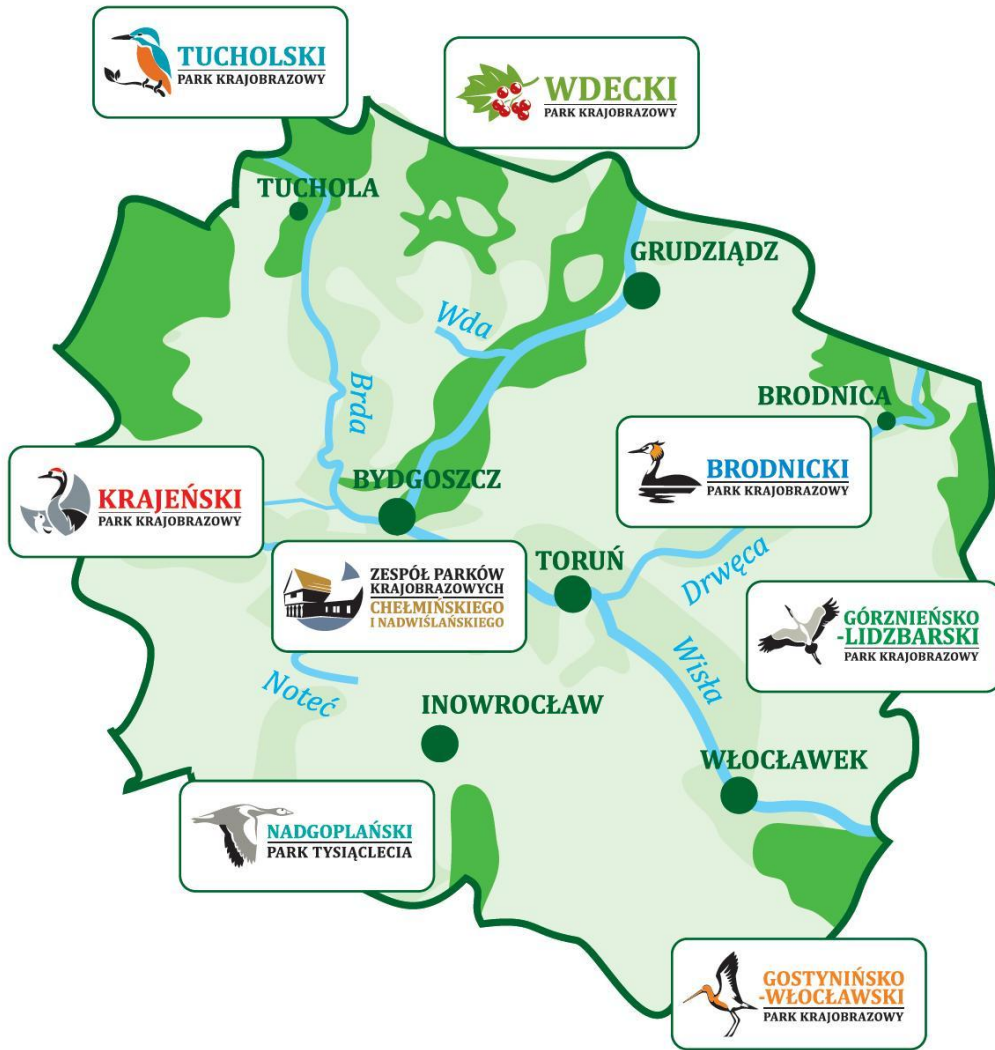 TUCHOLSKI
PARK KRAJOBRAZOWY
WDECKI
PARK KRAJOBRAZOWY
TUCHOLA
GRUDZIĄDZ
Wda
Brda
BRODNICA
BRODNICKI
PARK KRAJOBRAZOWY
KRAJEŃSKI
PARK KRAJOBRAZOWY
BYDGOSZCZ
ZESPÓŁ PARKÓW
KRAJOBRAZOWYCH
CHEŁMIŃSKIEGO
I NADWIŚLAŃSKIEGO
TORUŃ
Drwęca
GÓRZNIEŃSKO
-LIDZBARSKI
PARK KRAJOBRAZOWY
Wisła
Noteć
INOWROCŁAW
WŁOCŁAWEK
NADGOPLAŃSKI
PARK TYSIĄCLECIA
GOSTYNIŃSKO
-WŁOCŁAWSKI
PARK KRAJOBRAZOWY